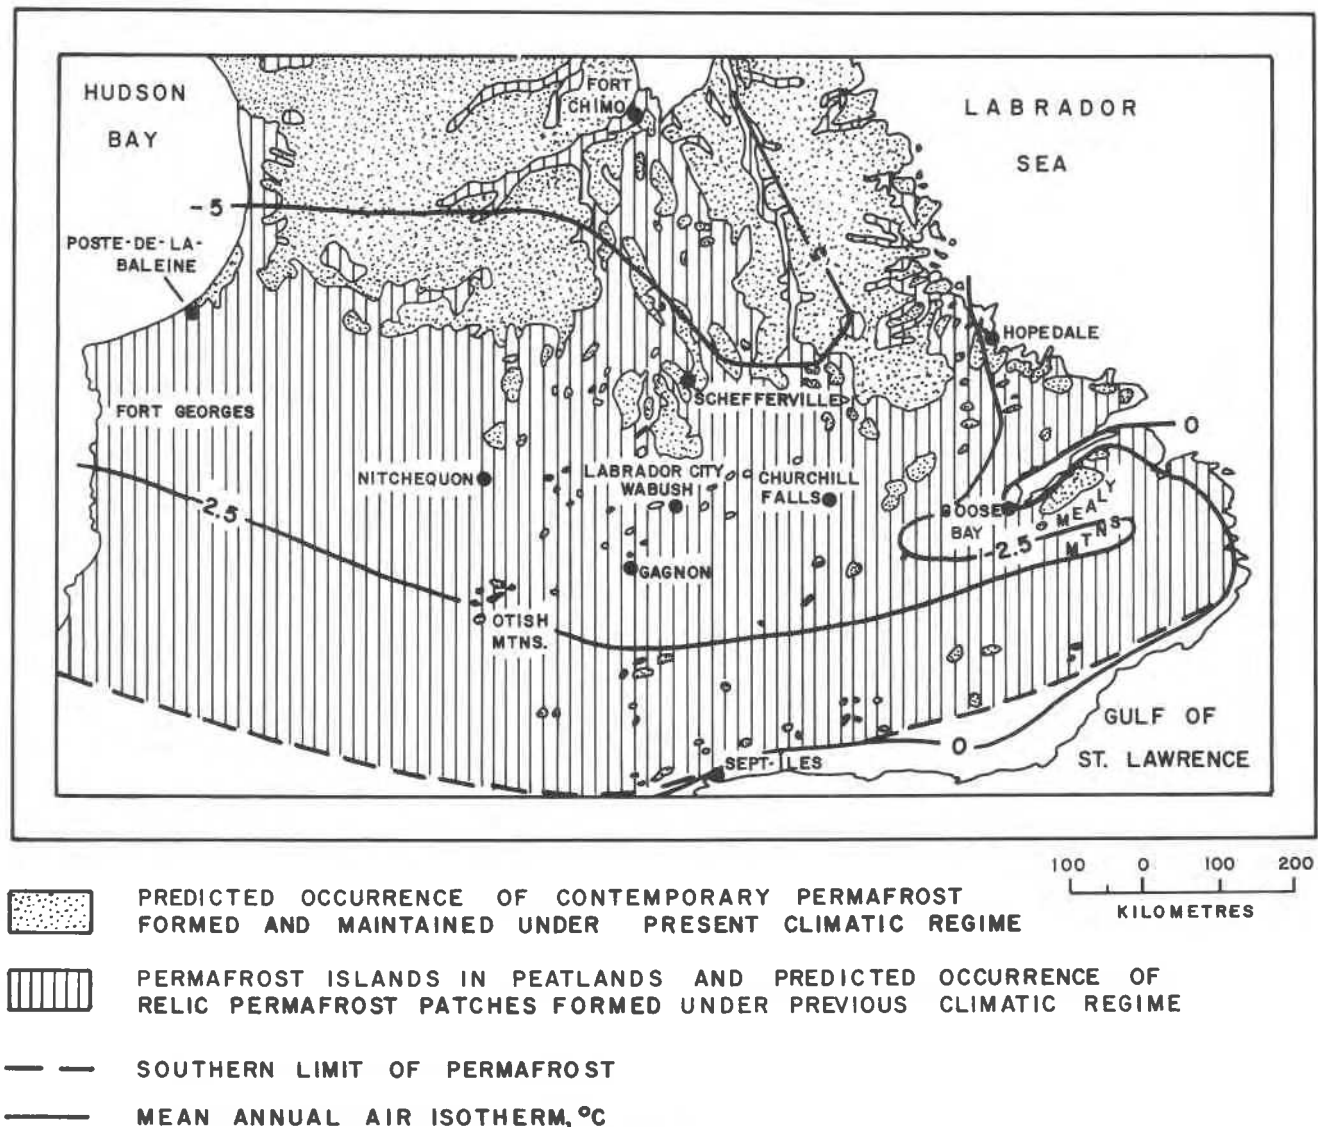 HUDSON
BAY
FORT
CHIMO
LABRADOR
SEA
-5
POSTE-DE-LA-
BALEINE
-5
HOPEDALE
SCHEFFERVILLE
FORT GEORGES
0
NITCHEQUON
LABRADOR CITY
WABUSH
CHURCHILL
FALLS
-2.5
GOOSE
BAY
MEALY
MTNS
-2.5
GAGNON
OTISH
MTNS.
GULF OF
ST. LAWRENCE
0
SEPT-ILES
100 0 100 200
KILOMETRES
PREDICTED OCCURRENCE OF CONTEMPORARY PERMAFROST
FORMED AND MAINTAINED UNDER PRESENT CLIMATIC REGIME
PERMAFROST ISLANDS IN PEATLANDS AND PREDICTED OCCURRENCE OF
RELIC PERMAFROST PATCHES FORMED UNDER PREVIOUS CLIMATIC REGIME
SOUTHERN LIMIT OF PERMAFROST
MEAN ANNUAL AIR ISOTHERM, °C